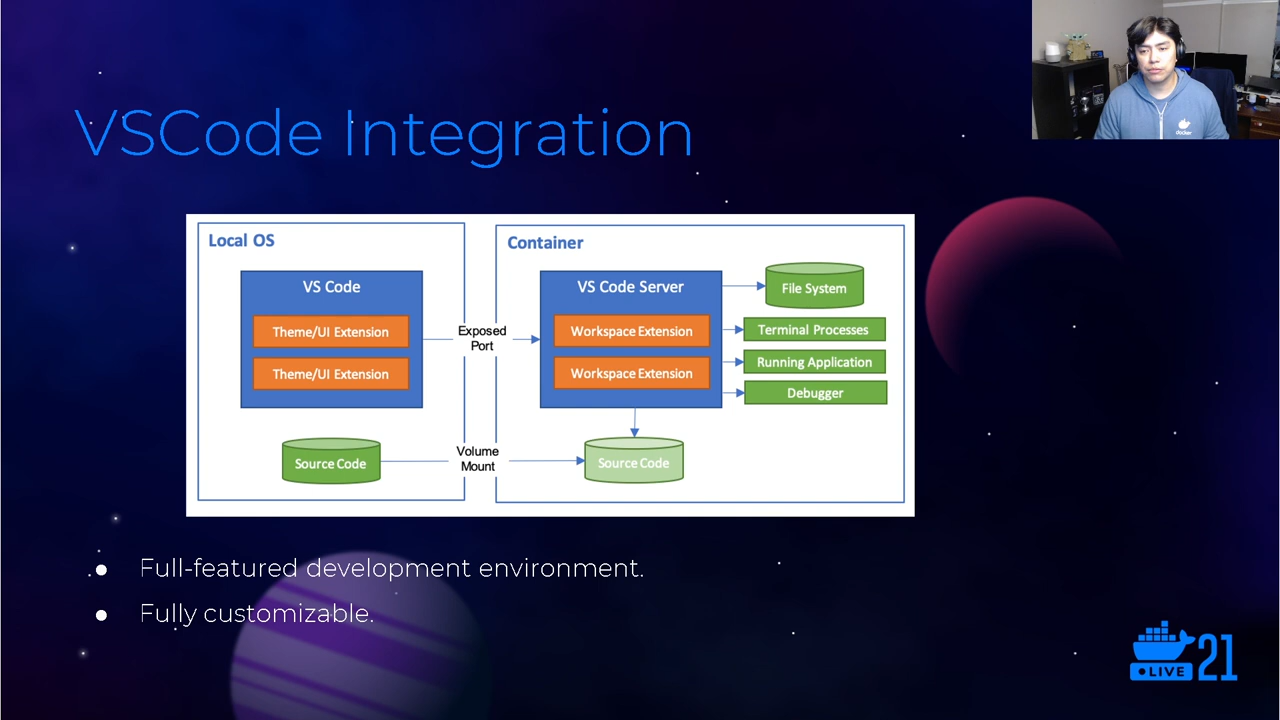 VSCode Integration
docker
Local OS
VS Code
Theme/UI Extension
Theme/UI Extension
Source Code
Exposed
Port
Volume
Mount
Container
VS Code Server
Workspace Extension
Workspace Extension
File System
Terminal Processes
Running Application
Debugger
Source Code
● Full-featured development environment.
● Fully customizable.
LIVE 21